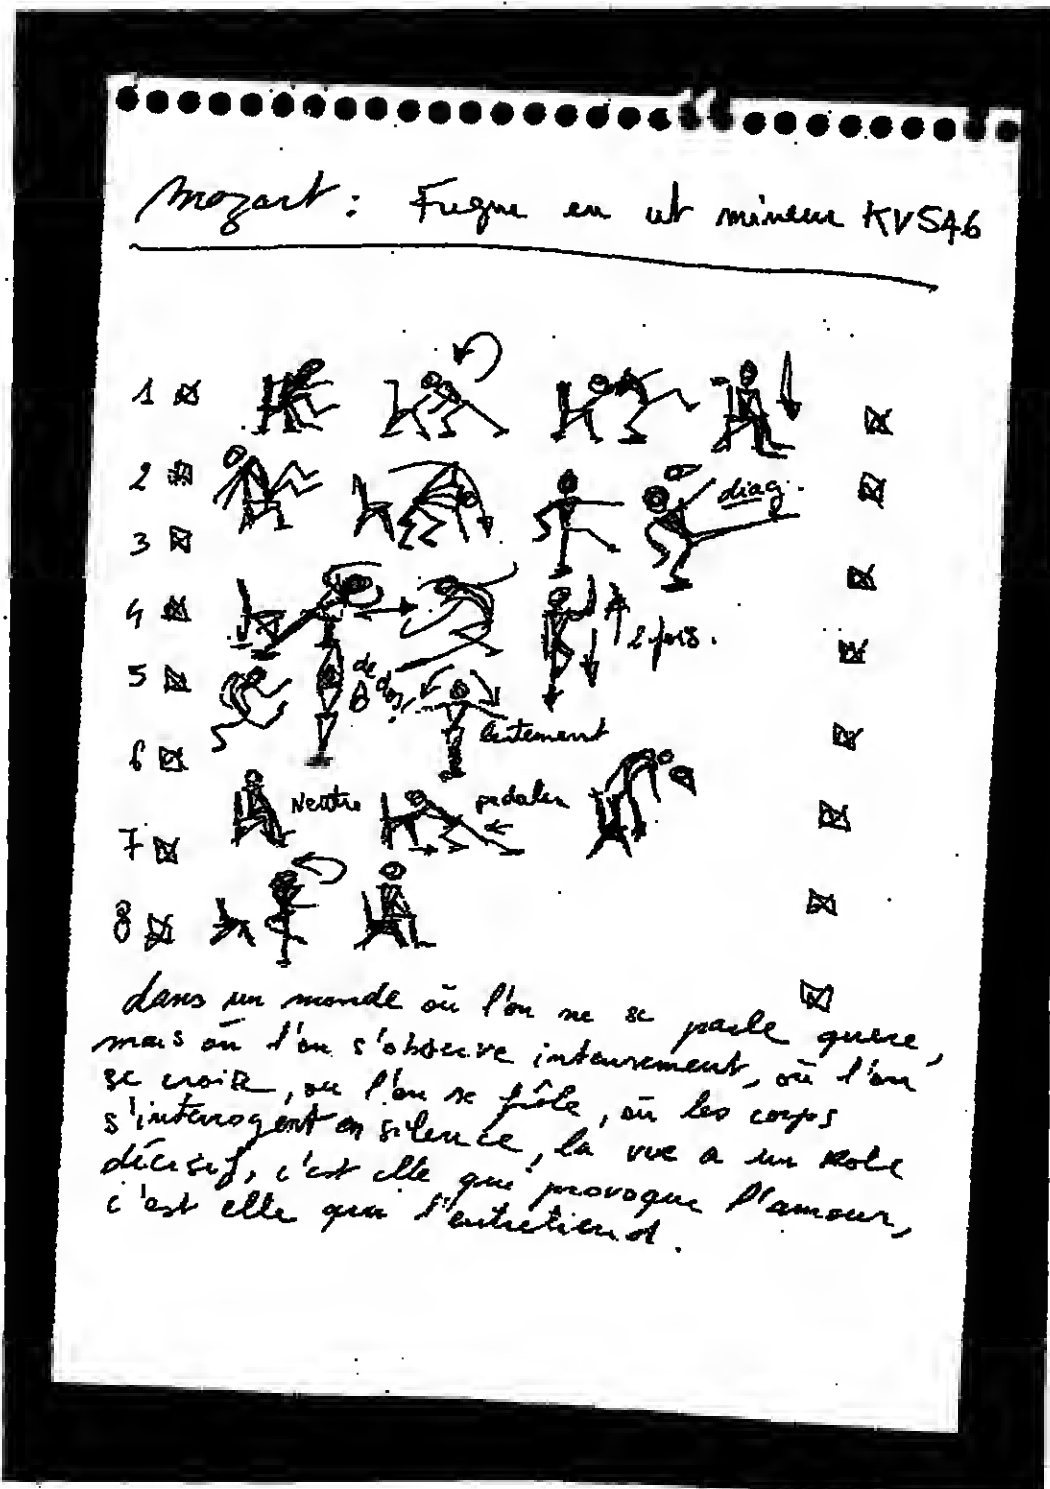 Mozart : Fugue en ut mineur KV546
1
2
diag.
3
4
2 fois.
5
de dos!
lentement
6
Neutre pédaler
7
8
dans un monde où l'on ne se parle guère,
mais où l'on s'observe intensément, où l'on
se croise, ou l'on se frôle, où les corps
s'interrogent en silence, la vue a un Role
décisif, c'est elle qui provoque l'amour,
c'est elle qui l'entretient.